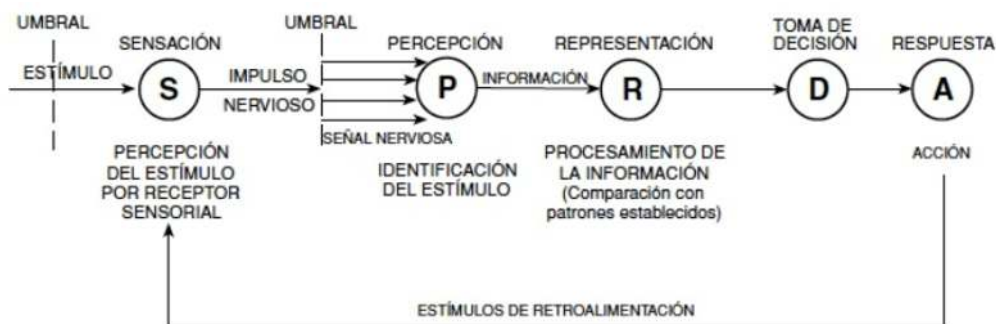 UMBRAL
SENSACIÓN
UMBRAL
PERCEPCIÓN
REPRESENTACIÓN
TOMA DE
DECISIÓN
RESPUESTA
ESTÍMULO
S
IMPULSO
NERVIOSO
SEÑAL NERVIOSA
P
INFORMACIÓN
R
D
A
PERCEPCIÓN
DEL ESTÍMULO
POR RECEPTOR
SENSORIAL
IDENTIFICACIÓN
DEL ESTÍMULO
PROCESAMIENTO DE
LA INFORMACIÓN
(Comparación con
patrones establecidos)
ACCIÓN
ESTÍMULOS DE RETROALIMENTACIÓN